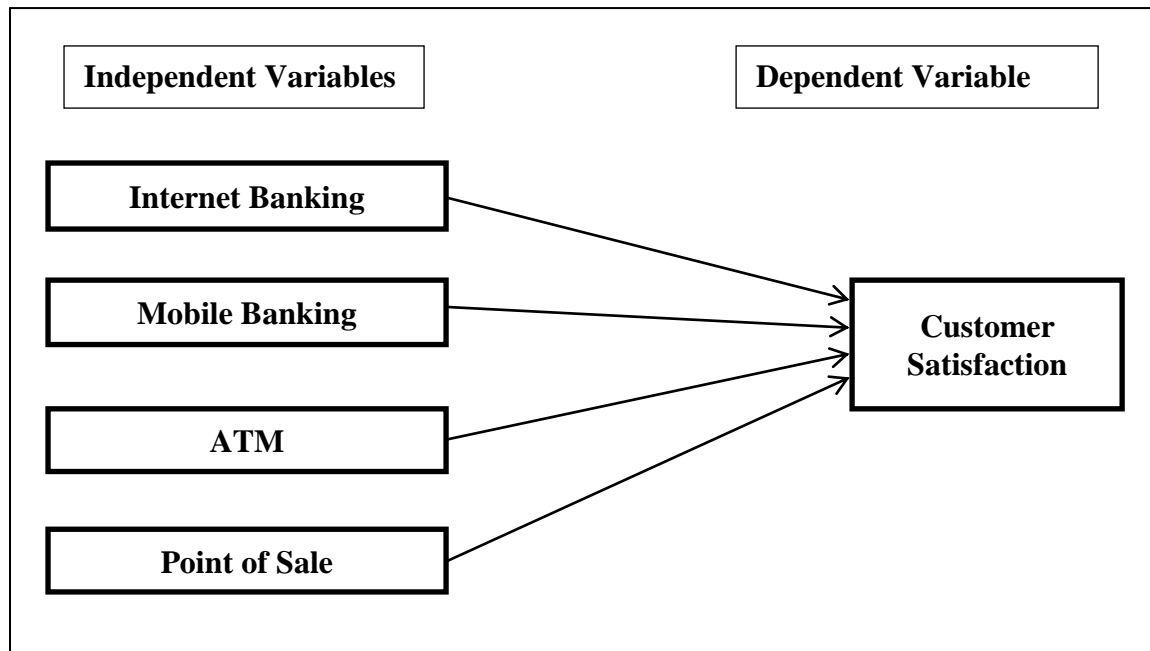 Independent Variables
Dependent Variable
Internet Banking
Mobile Banking
Customer
Satisfaction
ATM
Point of Sale